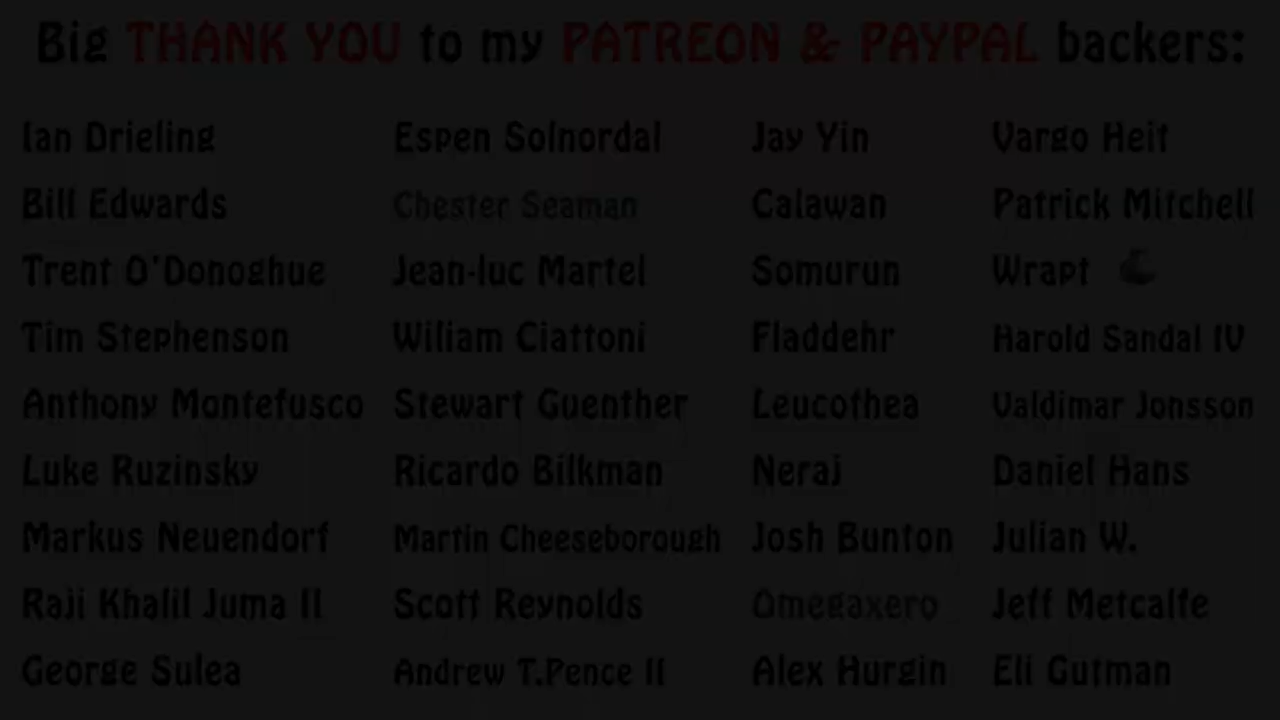 Big THANK YOU to my PATREON & PAYPAL backers:
Ian Drieling Espen Solnordal Jay Yin Vargo Heit
Bill Edwards Chester Seaman Calawan Patrick Mitchell
Trent O'Donoghue Jean-luc Martel Somurun Wrapt
Tim Stephenson Wiliam Ciattoni Fladdehr Harold Sandal IV
Anthony Montefusco Stewart Guenther Leucothea Valdimar Jonsson
Luke Ruzinsky Ricardo Bilkman Neraj Daniel Hans
Markus Neuendorf Martin Cheeseborough Josh Bunton Julian W.
Raji Khalil Juma II Scott Reynolds Omegaxero Jeff Metcalfe
George Sulea Andrew T.Pence II Alex Hurgin Eli Gutman